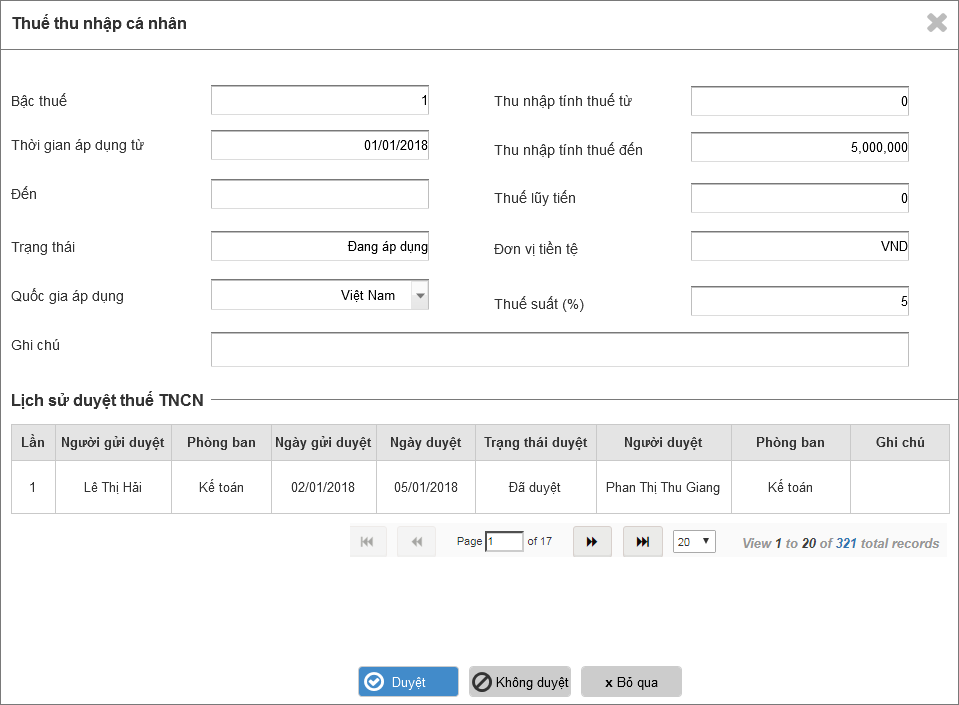 Thuế thu nhập cá nhân
Bậc thuế 1 Thu nhập tính thuế từ 0
Thời gian áp dụng từ 01/01/2018 Thu nhập tính thuế đến 5,000,000
Đến Thuế lũy tiến 0
Trạng thái Đang áp dụng Đơn vị tiền tệ VND
Quốc gia áp dụng Việt Nam Thuế suất (%) 5
Ghi chú
Lịch sử duyệt thuế TNCN
Lần Người gửi duyệt Phòng ban Ngày gửi duyệt Ngày duyệt Trạng thái duyệt Người duyệt Phòng ban Ghi chú
1 Lê Thị Hải Kế toán 02/01/2018 05/01/2018 Đã duyệt Phan Thị Thu Giang Kế toán
Page 1 of 17 20 View 1 to 20 of 321 total records
Duyệt Không duyệt x Bỏ qua